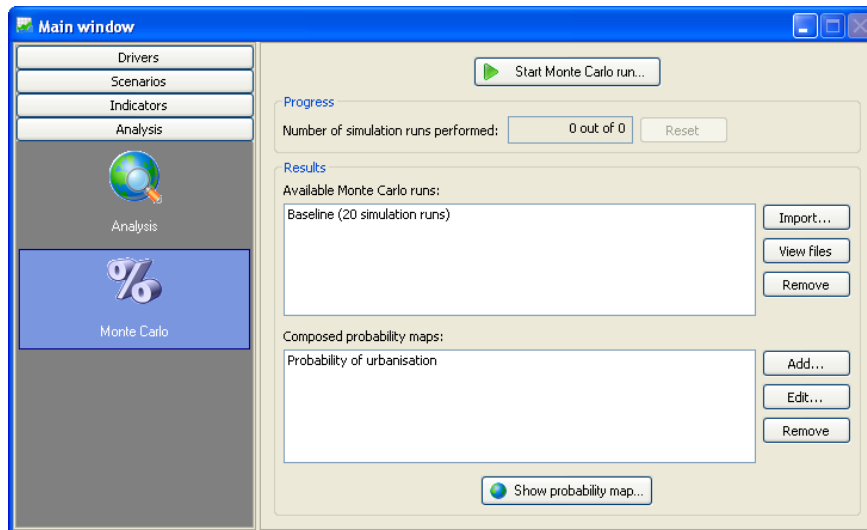 Main window
Drivers
Scenarios
Indicators
Analysis
Analysis
Monte Carlo
Start Monte Carlo run...
Progress
Number of simulation runs performed: 0 out of 0 Reset
Results
Available Monte Carlo runs:
Baseline (20 simulation runs)
Import...
View files
Remove
Composed probability maps:
Probability of urbanisation
Add...
Edit...
Remove
Show probability map...